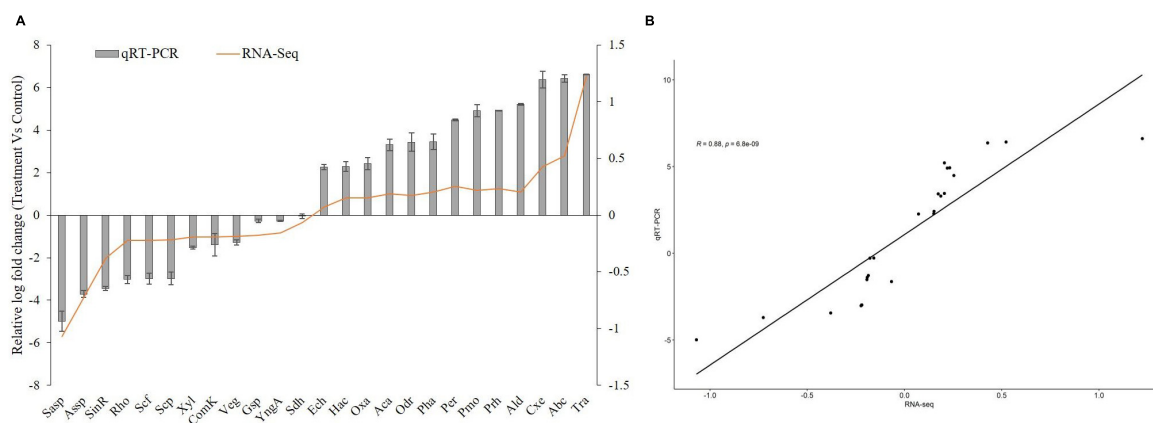 A
B
qRT-PCR
RNA-Seq
Relative log fold change (Treatment Vs Control)
8
6
4
2
0
-2
-4
-6
-8
1.5
1
0.5
0
-0.5
-1
-1.5
Sasp
Assp
SinR
Rho
Scf
Scp
Xyl
ComK
Veg
Gsp
YngA
Sdh
Ech
Hac
Oxa
Aca
Odr
Pha
Per
Pmo
Prh
Ald
Cxe
Abc
Tra
R = 0.88, p = 6.8e-09
qRT-PCR
10
5
0
-5
-1.0
-0.5
0.0
0.5
1.0
RNA-seq